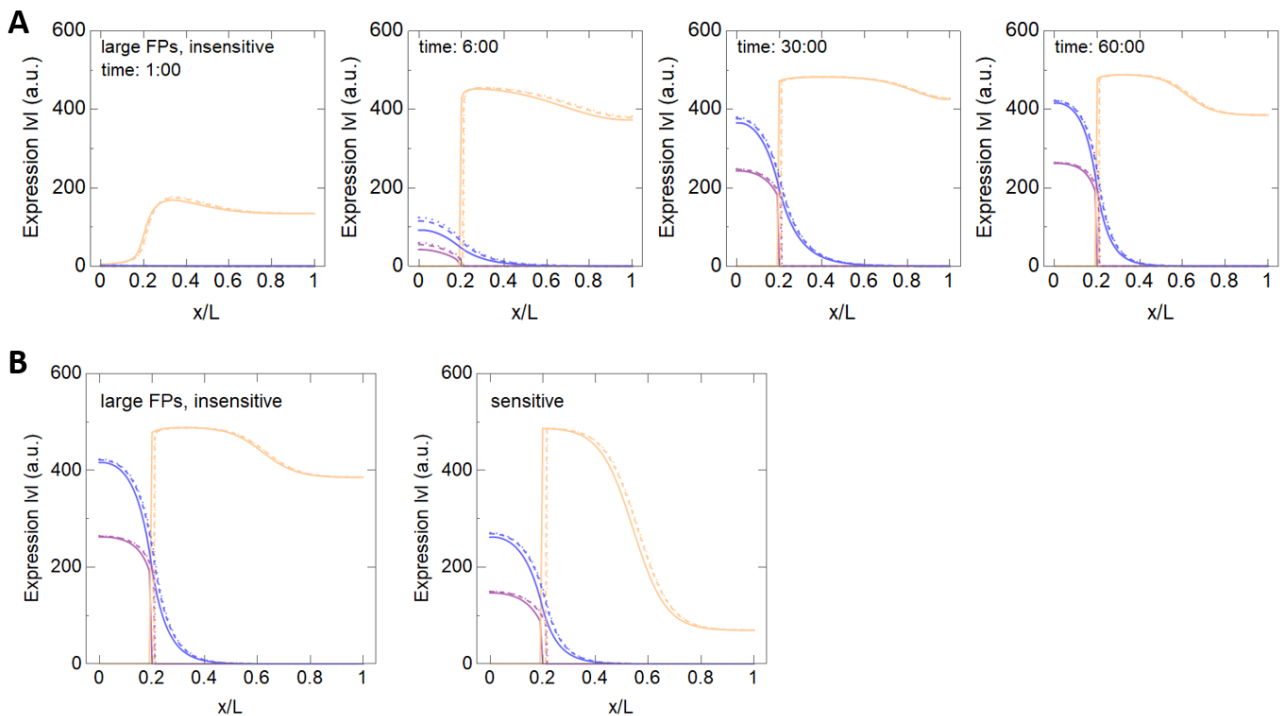 A
large FPs, insensitive
time: 1:00
600
400
200
0
Expression lvl (a.u.)
0 0.2 0.4 0.6 0.8 1
x/L
time: 6:00
600
400
200
0
Expression lvl (a.u.)
0 0.2 0.4 0.6 0.8 1
x/L
time: 30:00
600
400
200
0
Expression lvl (a.u.)
0 0.2 0.4 0.6 0.8 1
x/L
time: 60:00
600
400
200
0
Expression lvl (a.u.)
0 0.2 0.4 0.6 0.8 1
x/L
B
large FPs, insensitive
600
400
200
0
Expression lvl (a.u.)
0 0.2 0.4 0.6 0.8 1
x/L
sensitive
600
400
200
0
Expression lvl (a.u.)
0 0.2 0.4 0.6 0.8 1
x/L